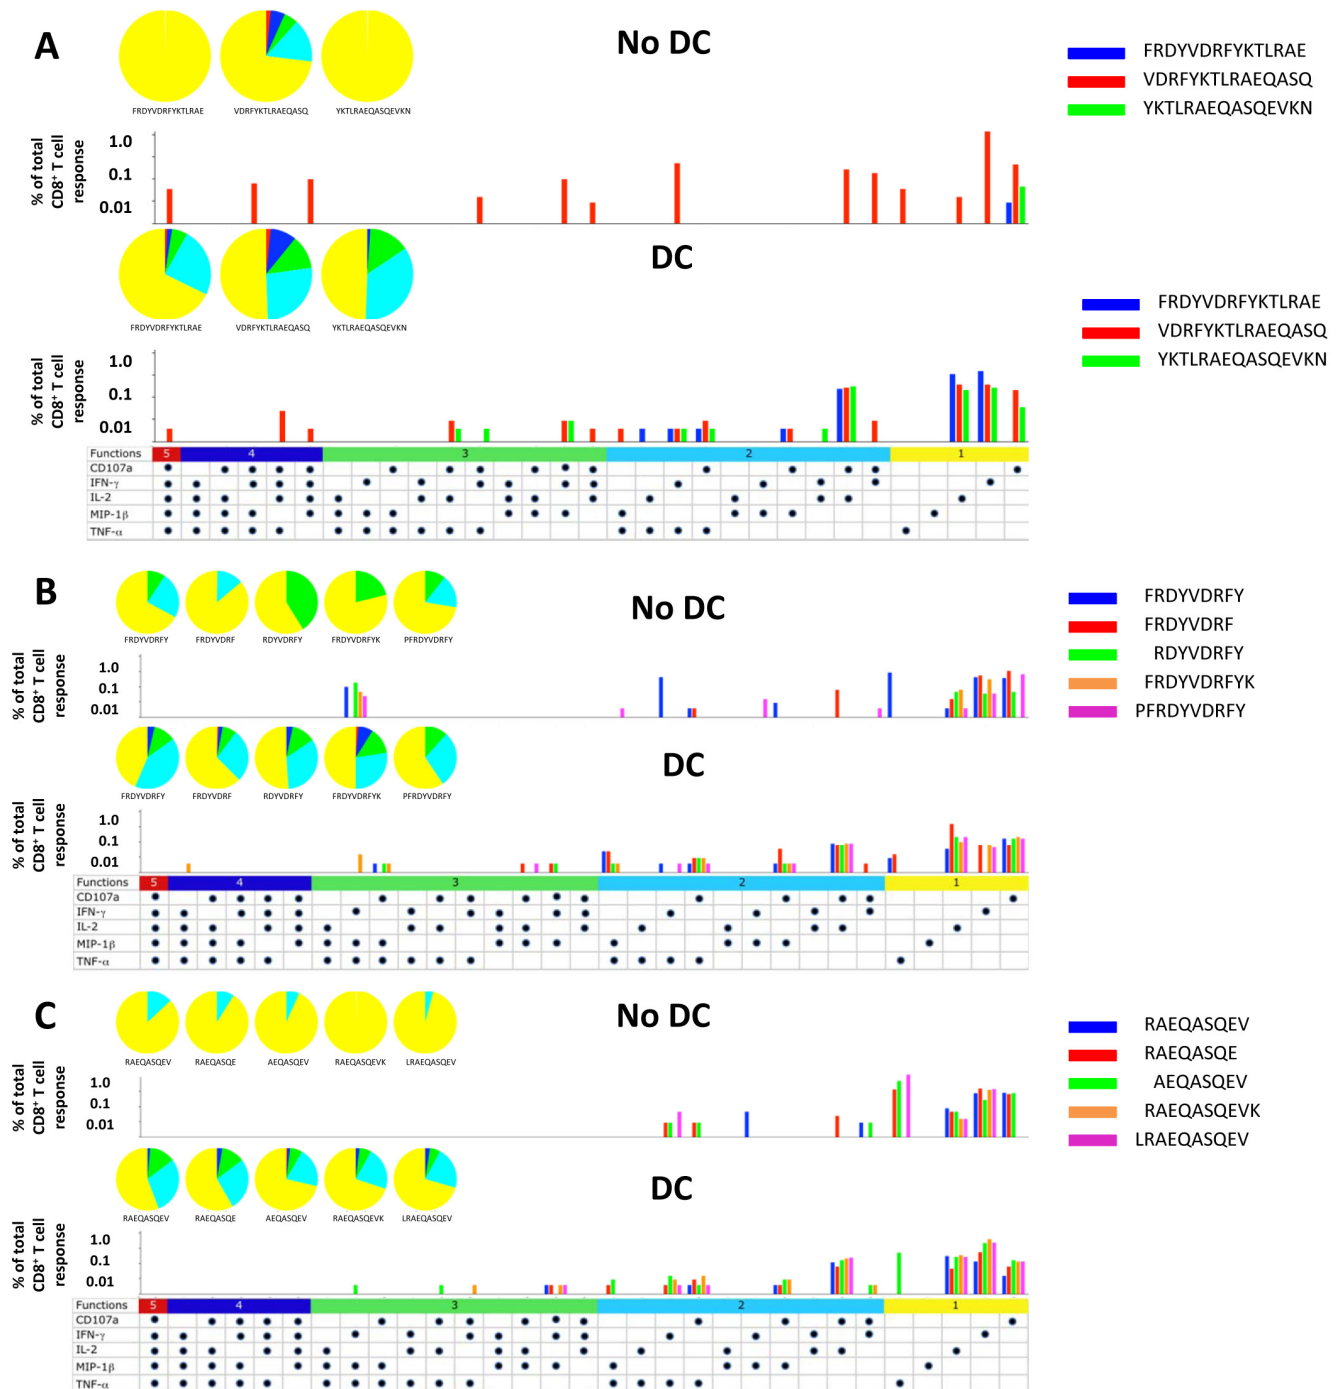 A
No DC
FRDYVDRFYKTLRAE
VDRFYKTLRAEQASQ
YKTLRAEQASQEVKN
FRDYVDRFYKTLRAE VDRFYKTLRAEQASQ YKTLRAEQASQEVKN
% of total
CD8+ T cell
response
1.0
0.1
0.01
DC
FRDYVDRFYKTLRAE
VDRFYKTLRAEQASQ
YKTLRAEQASQEVKN
FRDYVDRFYKTLRAE VDRFYKTLRAEQASQ YKTLRAEQASQEVKN
% of total
CD8+ T cell
response
1.0
0.1
0.01
Functions 5 4 3 2 1
CD107a
IFN-γ
IL-2
MIP-1β
TNF-α
B
No DC
FRDYVDRFY
FRDYVDRF
RDYVDRFY
FRDYVDRFYK
PFRDYVDRFY
FRDYVDRFY FRDYVDRF RDYVDRFY FRDYVDRFYK PFRDYVDRFY
% of total
CD8+ T cell
response
1.0
0.1
0.01
DC
FRDYVDRFY FRDYVDRF RDYVDRFY FRDYVDRFYK PFRDYVDRFY
% of total
CD8+ T cell
response
1.0
0.1
0.01
Functions 5 4 3 2 1
CD107a
IFN-γ
IL-2
MIP-1β
TNF-α
C
No DC
RAEQASQEV
RAEQASQE
AEQASQEV
RAEQASQEVK
LRAEQASQEV
RAEQASQEV RAEQASQE AEQASQEV RAEQASQEVK LRAEQASQEV
% of total
CD8+ T cell
response
1.0
0.1
0.01
DC
RAEQASQEV RAEQASQE AEQASQEV RAEQASQEVK LRAEQASQEV
% of total
CD8+ T cell
response
1.0
0.1
0.01
Functions 5 4 3 2 1
CD107a
IFN-γ
IL-2
MIP-1β
TNF-α